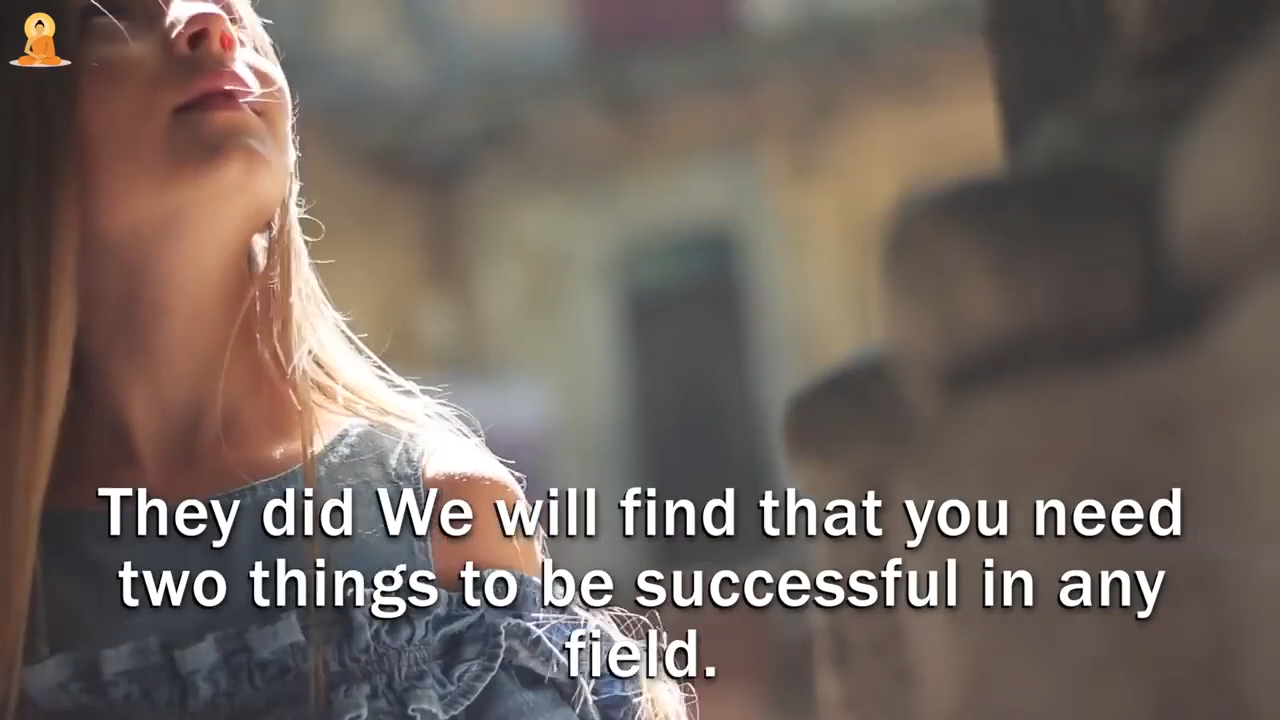 They did We will find that you need
two things to be successful in any
field.